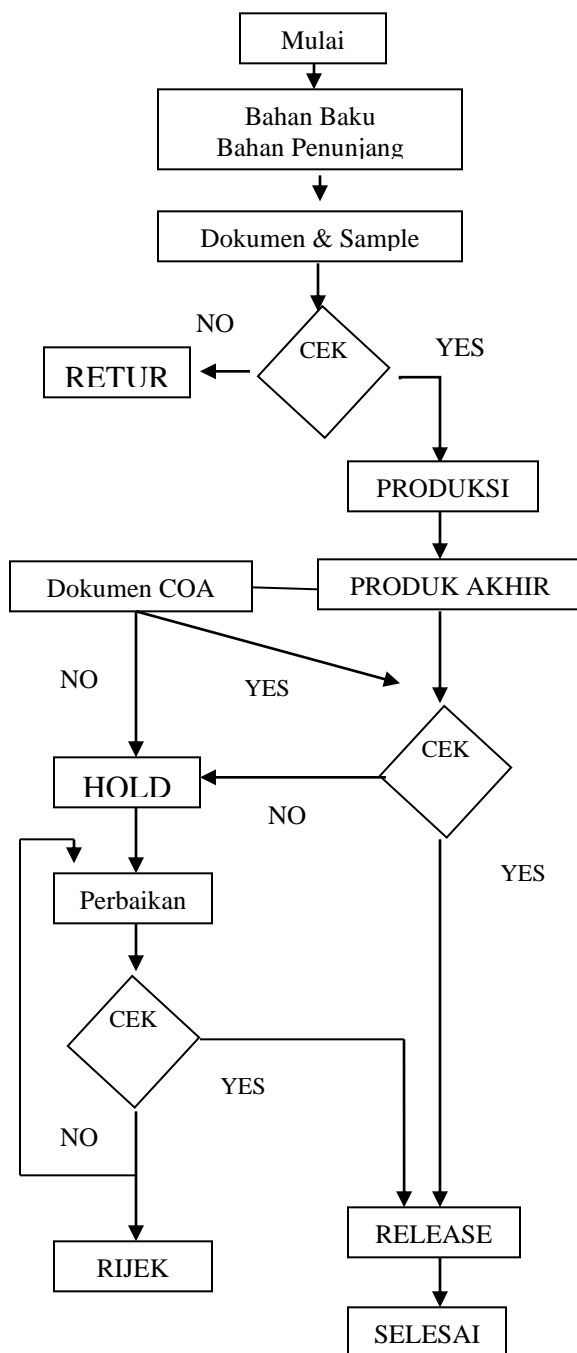 Mulai
Bahan Baku
Bahan Penunjang
Dokumen & Sample
NO
CEK
YES
RETUR
PRODUKSI
Dokumen COA
PRODUK AKHIR
NO
YES
CEK
HOLD
NO
YES
Perbaikan
CEK
YES
NO
RELEASE
RIJEK
SELESAI